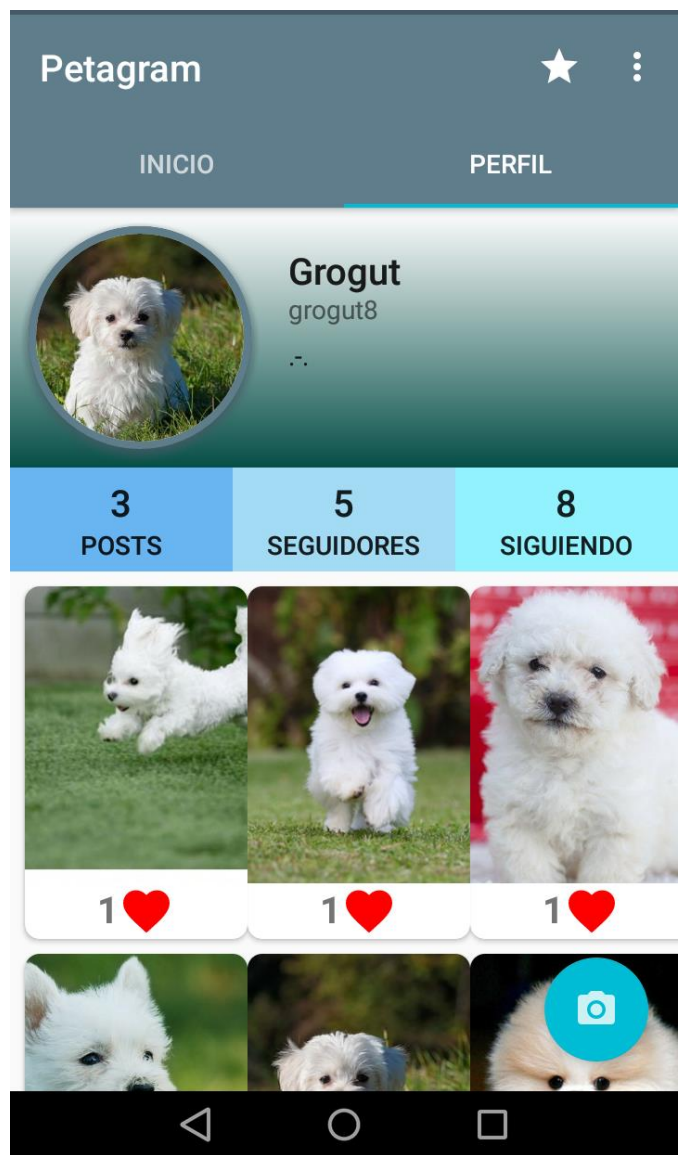 Petagram
INICIO PERFIL
Grogut
grogut8
.-.
3 5 8
POSTS SEGUIDORES SIGUIENDO
1 1 1